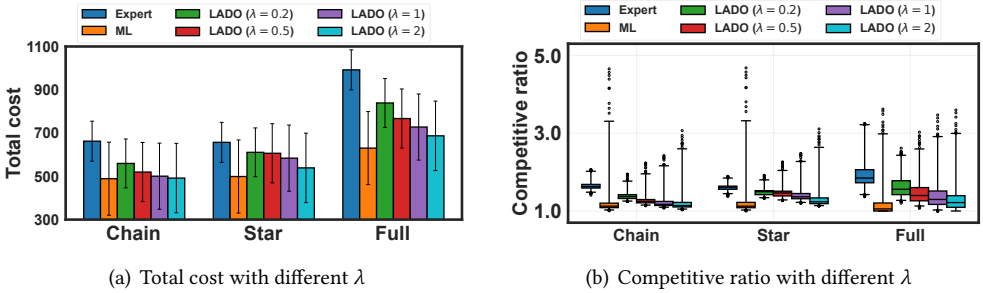 Expert LADO (λ = 0.2) LADO (λ = 1)
ML LADO (λ = 0.5) LADO (λ = 2)
Total cost
1100
900
700
500
300
Chain Star Full
(a) Total cost with different λ
Expert LADO (λ = 0.2) LADO (λ = 1)
ML LADO (λ = 0.5) LADO (λ = 2)
Competitive ratio
5.0
3.0
1.0
Chain Star Full
(b) Competitive ratio with different λ